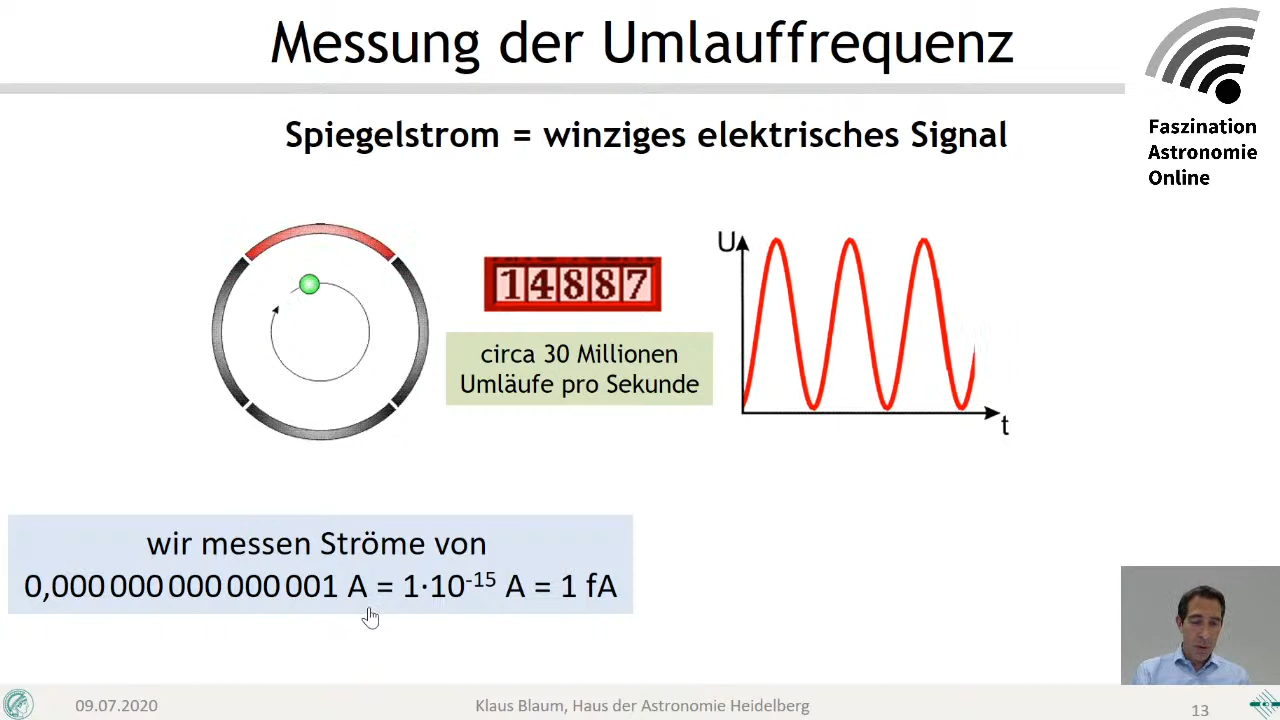 Messung der Umlauffrequenz
Faszination
Astronomie
Online
Spiegelstrom = winziges elektrisches Signal
14887
circa 30 Millionen
Umläufe pro Sekunde
U
t
wir messen Ströme von
0,000 000 000 000 001 A = 1·10⁻¹⁵ A = 1 fA
09.07.2020
Klaus Blaum, Haus der Astronomie Heidelberg
13